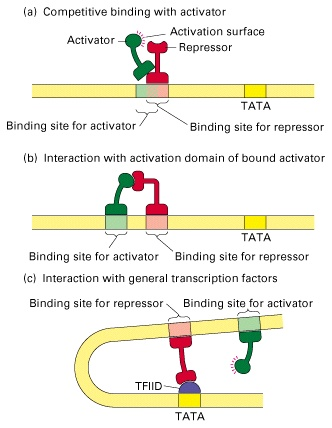 (a) Competitive binding with activator
Activation surface
Activator
Repressor
TATA
Binding site for activator
Binding site for repressor
(b) Interaction with activation domain of bound activator
TATA
Binding site for activator
Binding site for repressor
(c) Interaction with general transcription factors
Binding site for repressor
Binding site for activator
TFIID
TATA